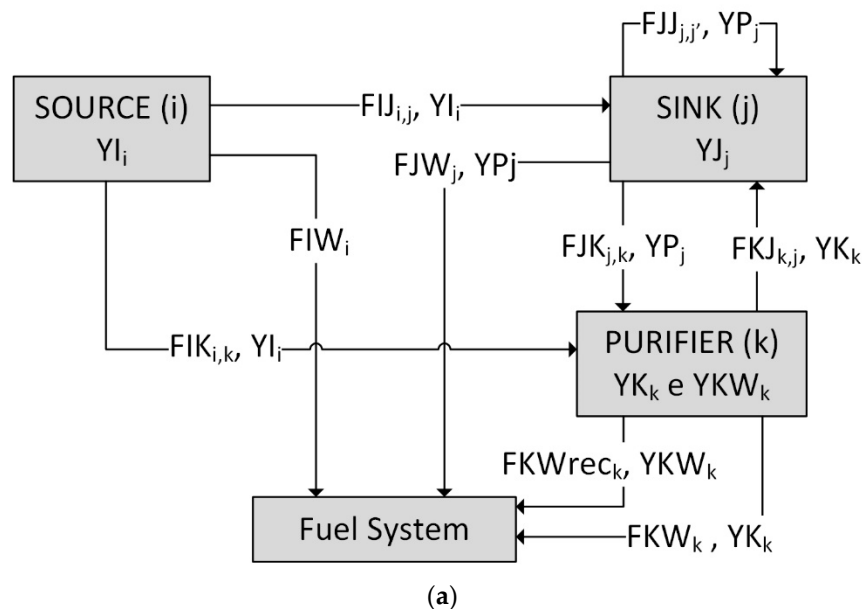 FJJj,j', YPj
SOURCE (i)
YIi
FIJi,j, YIi
SINK (j)
YJj
FJWj, YPj
FIWi
FJKj,k, YPj
FKJk,j, YKk
FIKi,k, YIi
PURIFIER (k)
YKk e YKWk
FKWreck, YKWk
Fuel System
FKWk , YKk
(a)